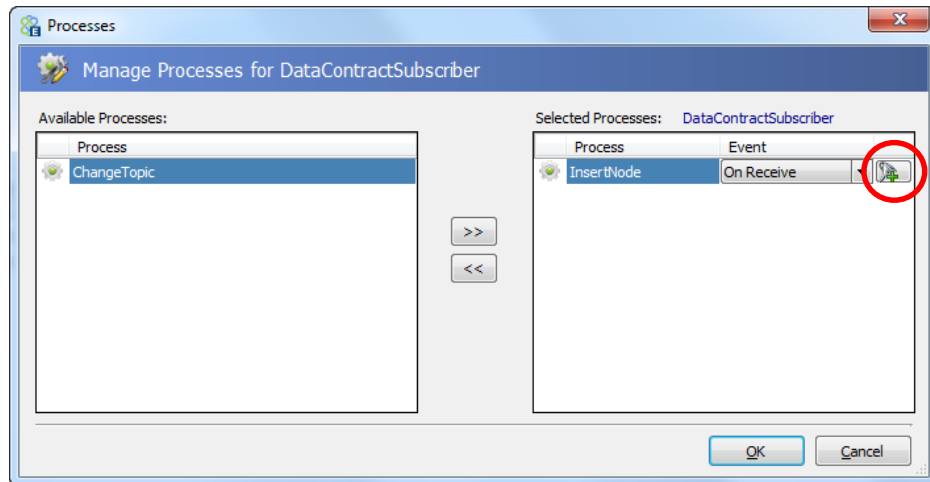 Processes
Manage Processes for DataContractSubscriber
Available Processes:
Selected Processes: DataContractSubscriber
Process
Process Event
ChangeTopic
InsertNode On Receive
>>
<<
OK Cancel